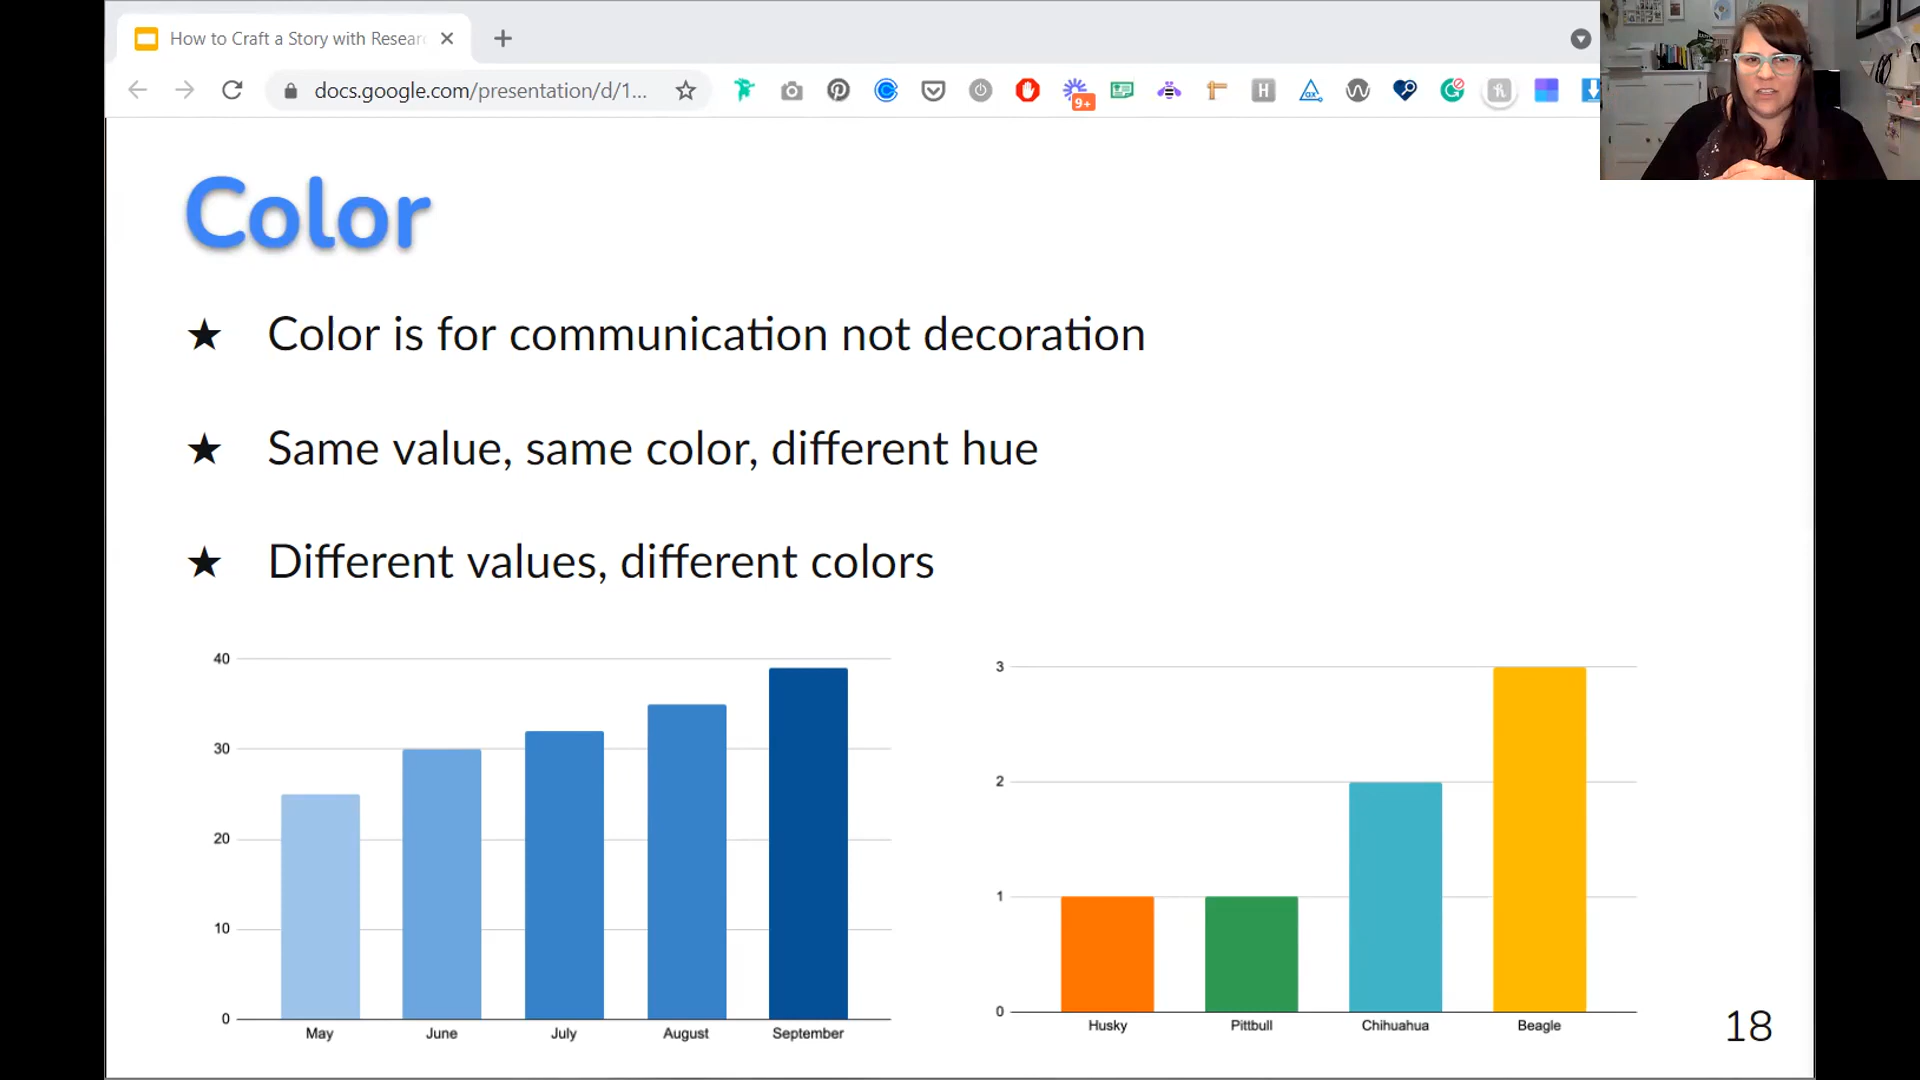 How to Craft a Story with Resear
docs.google.com/presentation/d/1...
9+
H
Color
★ Color is for communication not decoration
★ Same value, same color, different hue
★ Different values, different colors
40
30
20
10
0
May June July August September
3
2
1
0
Husky Pittbull Chihuahua Beagle
18